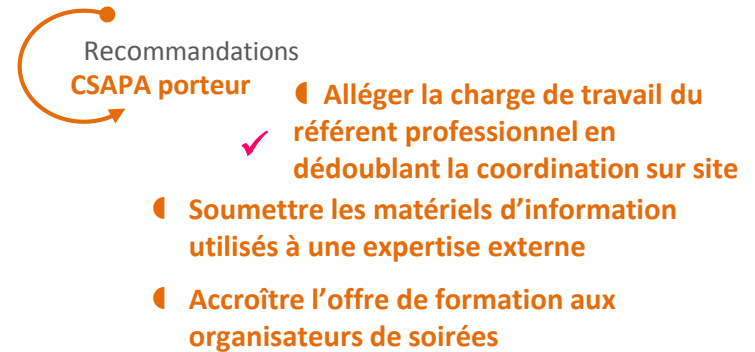 Recommandations
CSAPA porteur
Alléger la charge de travail du
référent professionnel en
dédoublant la coordination sur site
Soumettre les matériels d’information
utilisés à une expertise externe
Accroître l’offre de formation aux
organisateurs de soirées